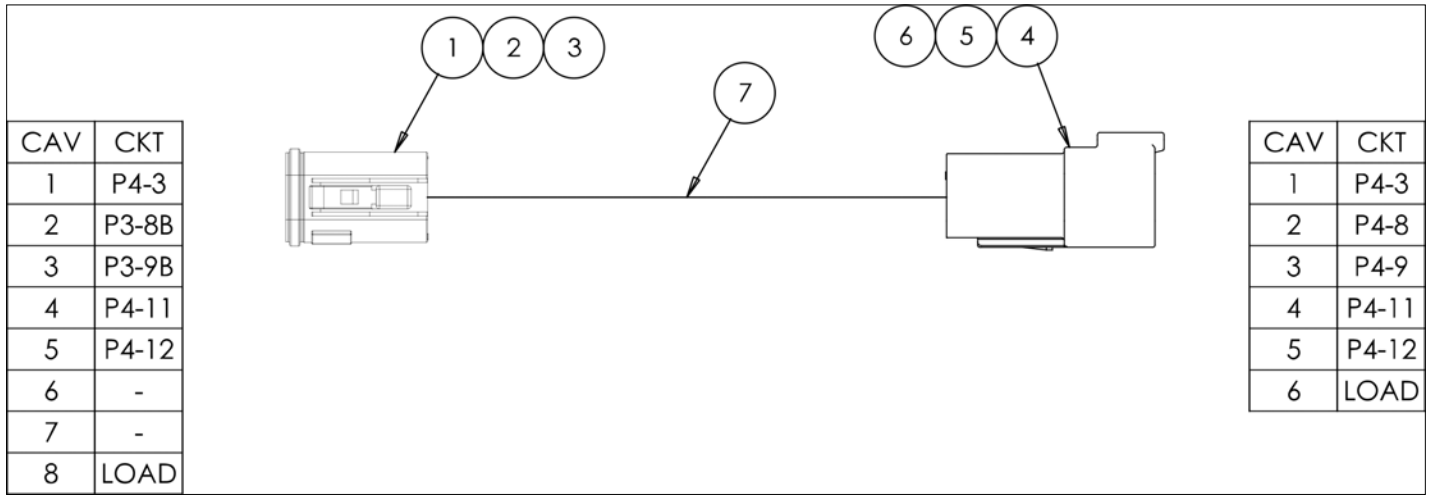 1 2 3
6 5 4
7
CAV CKT
1 P4-3
2 P3-8B
3 P3-9B
4 P4-11
5 P4-12
6 -
7 -
8 LOAD
CAV CKT
1 P4-3
2 P4-8
3 P4-9
4 P4-11
5 P4-12
6 LOAD